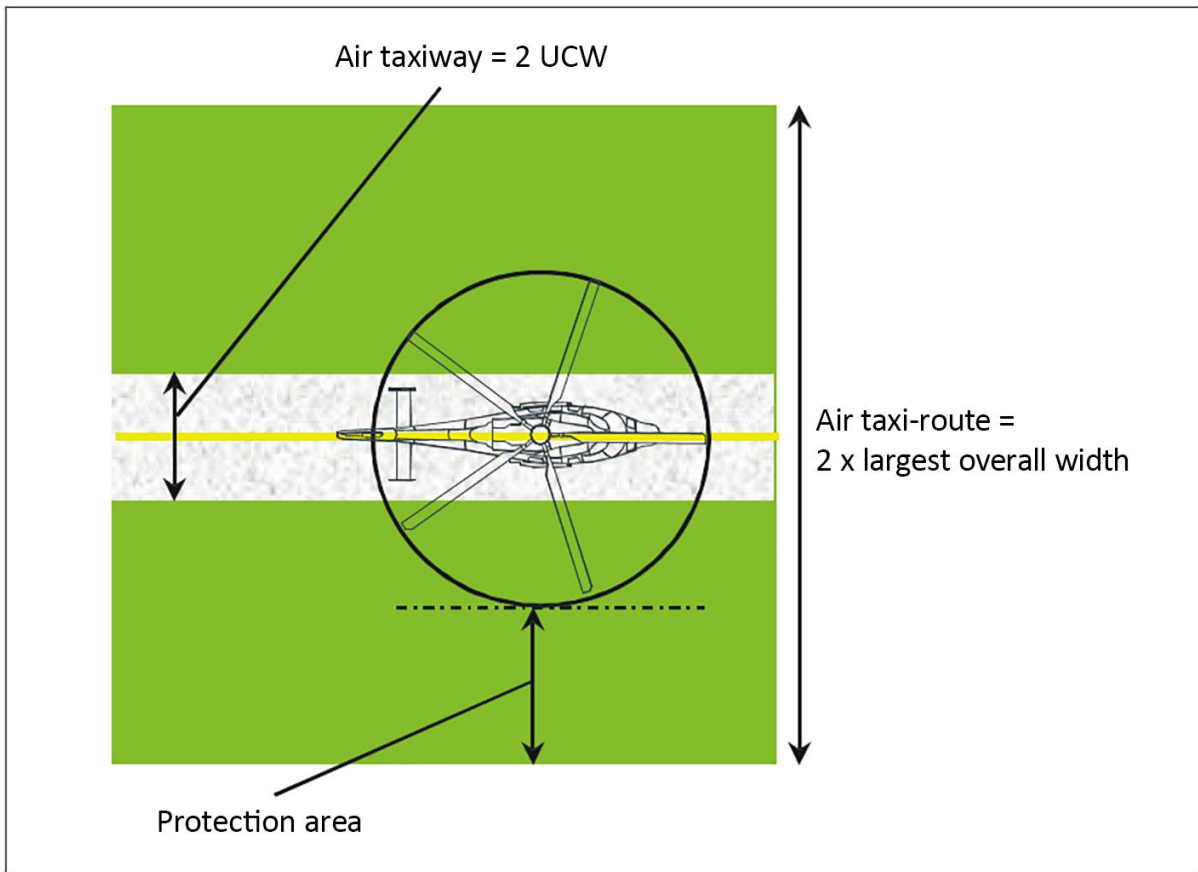 Air taxiway = 2 UCW
Air taxi-route =
2 x largest overall width
Protection area